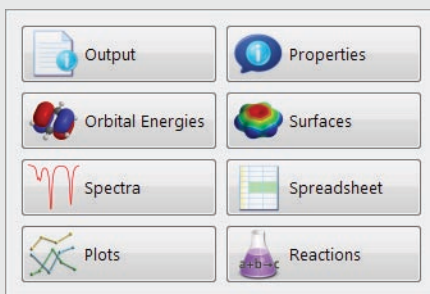 Output
Properties
Orbital Energies
Surfaces
Spectra
Spreadsheet
Plots
a+b→c
Reactions